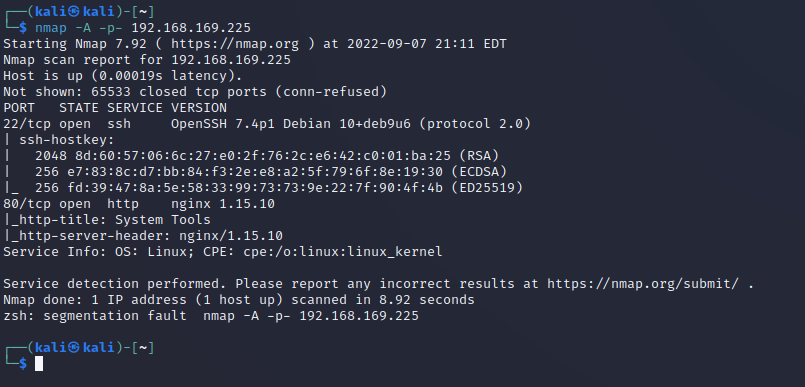 ┌──(kali㉿kali)-[~]
└─$ nmap -A -p- 192.168.169.225
Starting Nmap 7.92 ( https://nmap.org ) at 2022-09-07 21:11 EDT
Nmap scan report for 192.168.169.225
Host is up (0.00019s latency).
Not shown: 65533 closed tcp ports (conn-refused)
PORT   STATE SERVICE VERSION
22/tcp open  ssh     OpenSSH 7.4p1 Debian 10+deb9u6 (protocol 2.0)
| ssh-hostkey:
|   2048 8d:60:57:06:6c:27:e0:2f:76:2c:e6:42:c0:01:ba:25 (RSA)
|   256 e7:83:8c:d7:bb:84:f3:2e:e8:a2:5f:79:6f:8e:19:30 (ECDSA)
|_  256 fd:39:47:8a:5e:58:33:99:73:73:9e:22:7f:90:4f:4b (ED25519)
80/tcp open  http    nginx 1.15.10
|_http-title: System Tools
|_http-server-header: nginx/1.15.10
Service Info: OS: Linux; CPE: cpe:/o:linux:linux_kernel

Service detection performed. Please report any incorrect results at https://nmap.org/submit/ .
Nmap done: 1 IP address (1 host up) scanned in 8.92 seconds
zsh: segmentation fault  nmap -A -p- 192.168.169.225

┌──(kali㉿kali)-[~]
└─$